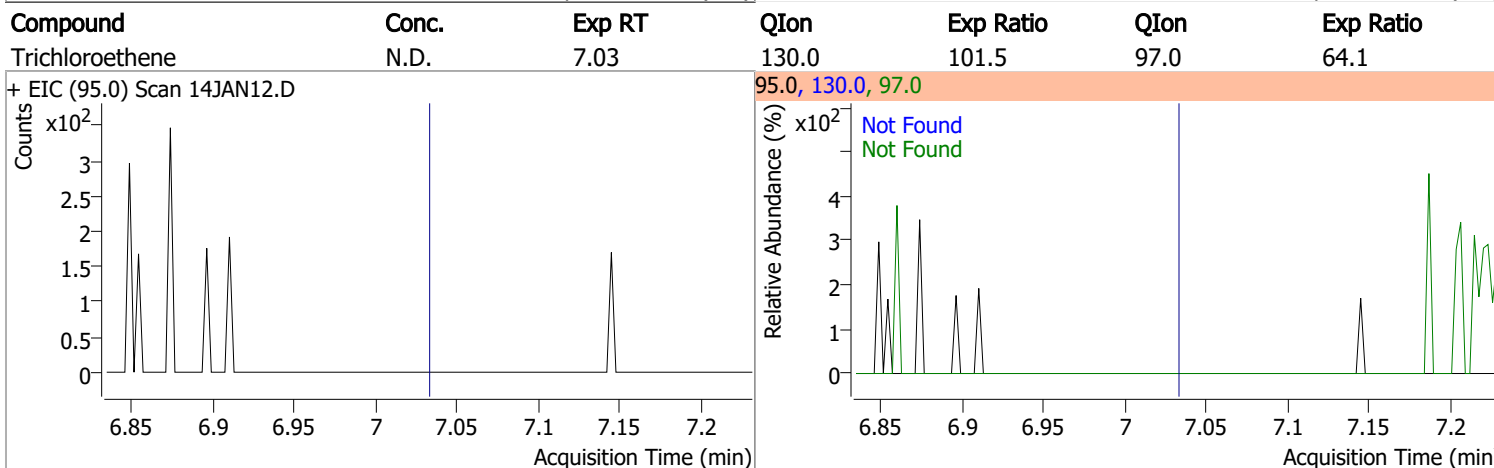 Compound Conc. Exp RT QIon Exp Ratio QIon Exp Ratio
Trichloroethene N.D. 7.03 130.0 101.5 97.0 64.1
+ EIC (95.0) Scan 14JAN12.D
Counts
x10²
3
2.5
2
1.5
1
0.5
0
6.85 6.9 6.95 7 7.05 7.1 7.15 7.2
Acquisition Time (min)
95.0, 130.0, 97.0
Relative Abundance (%)
x10²
Not Found
Not Found
4
3
2
1
0
6.85 6.9 6.95 7 7.05 7.1 7.15 7.2
Acquisition Time (min)